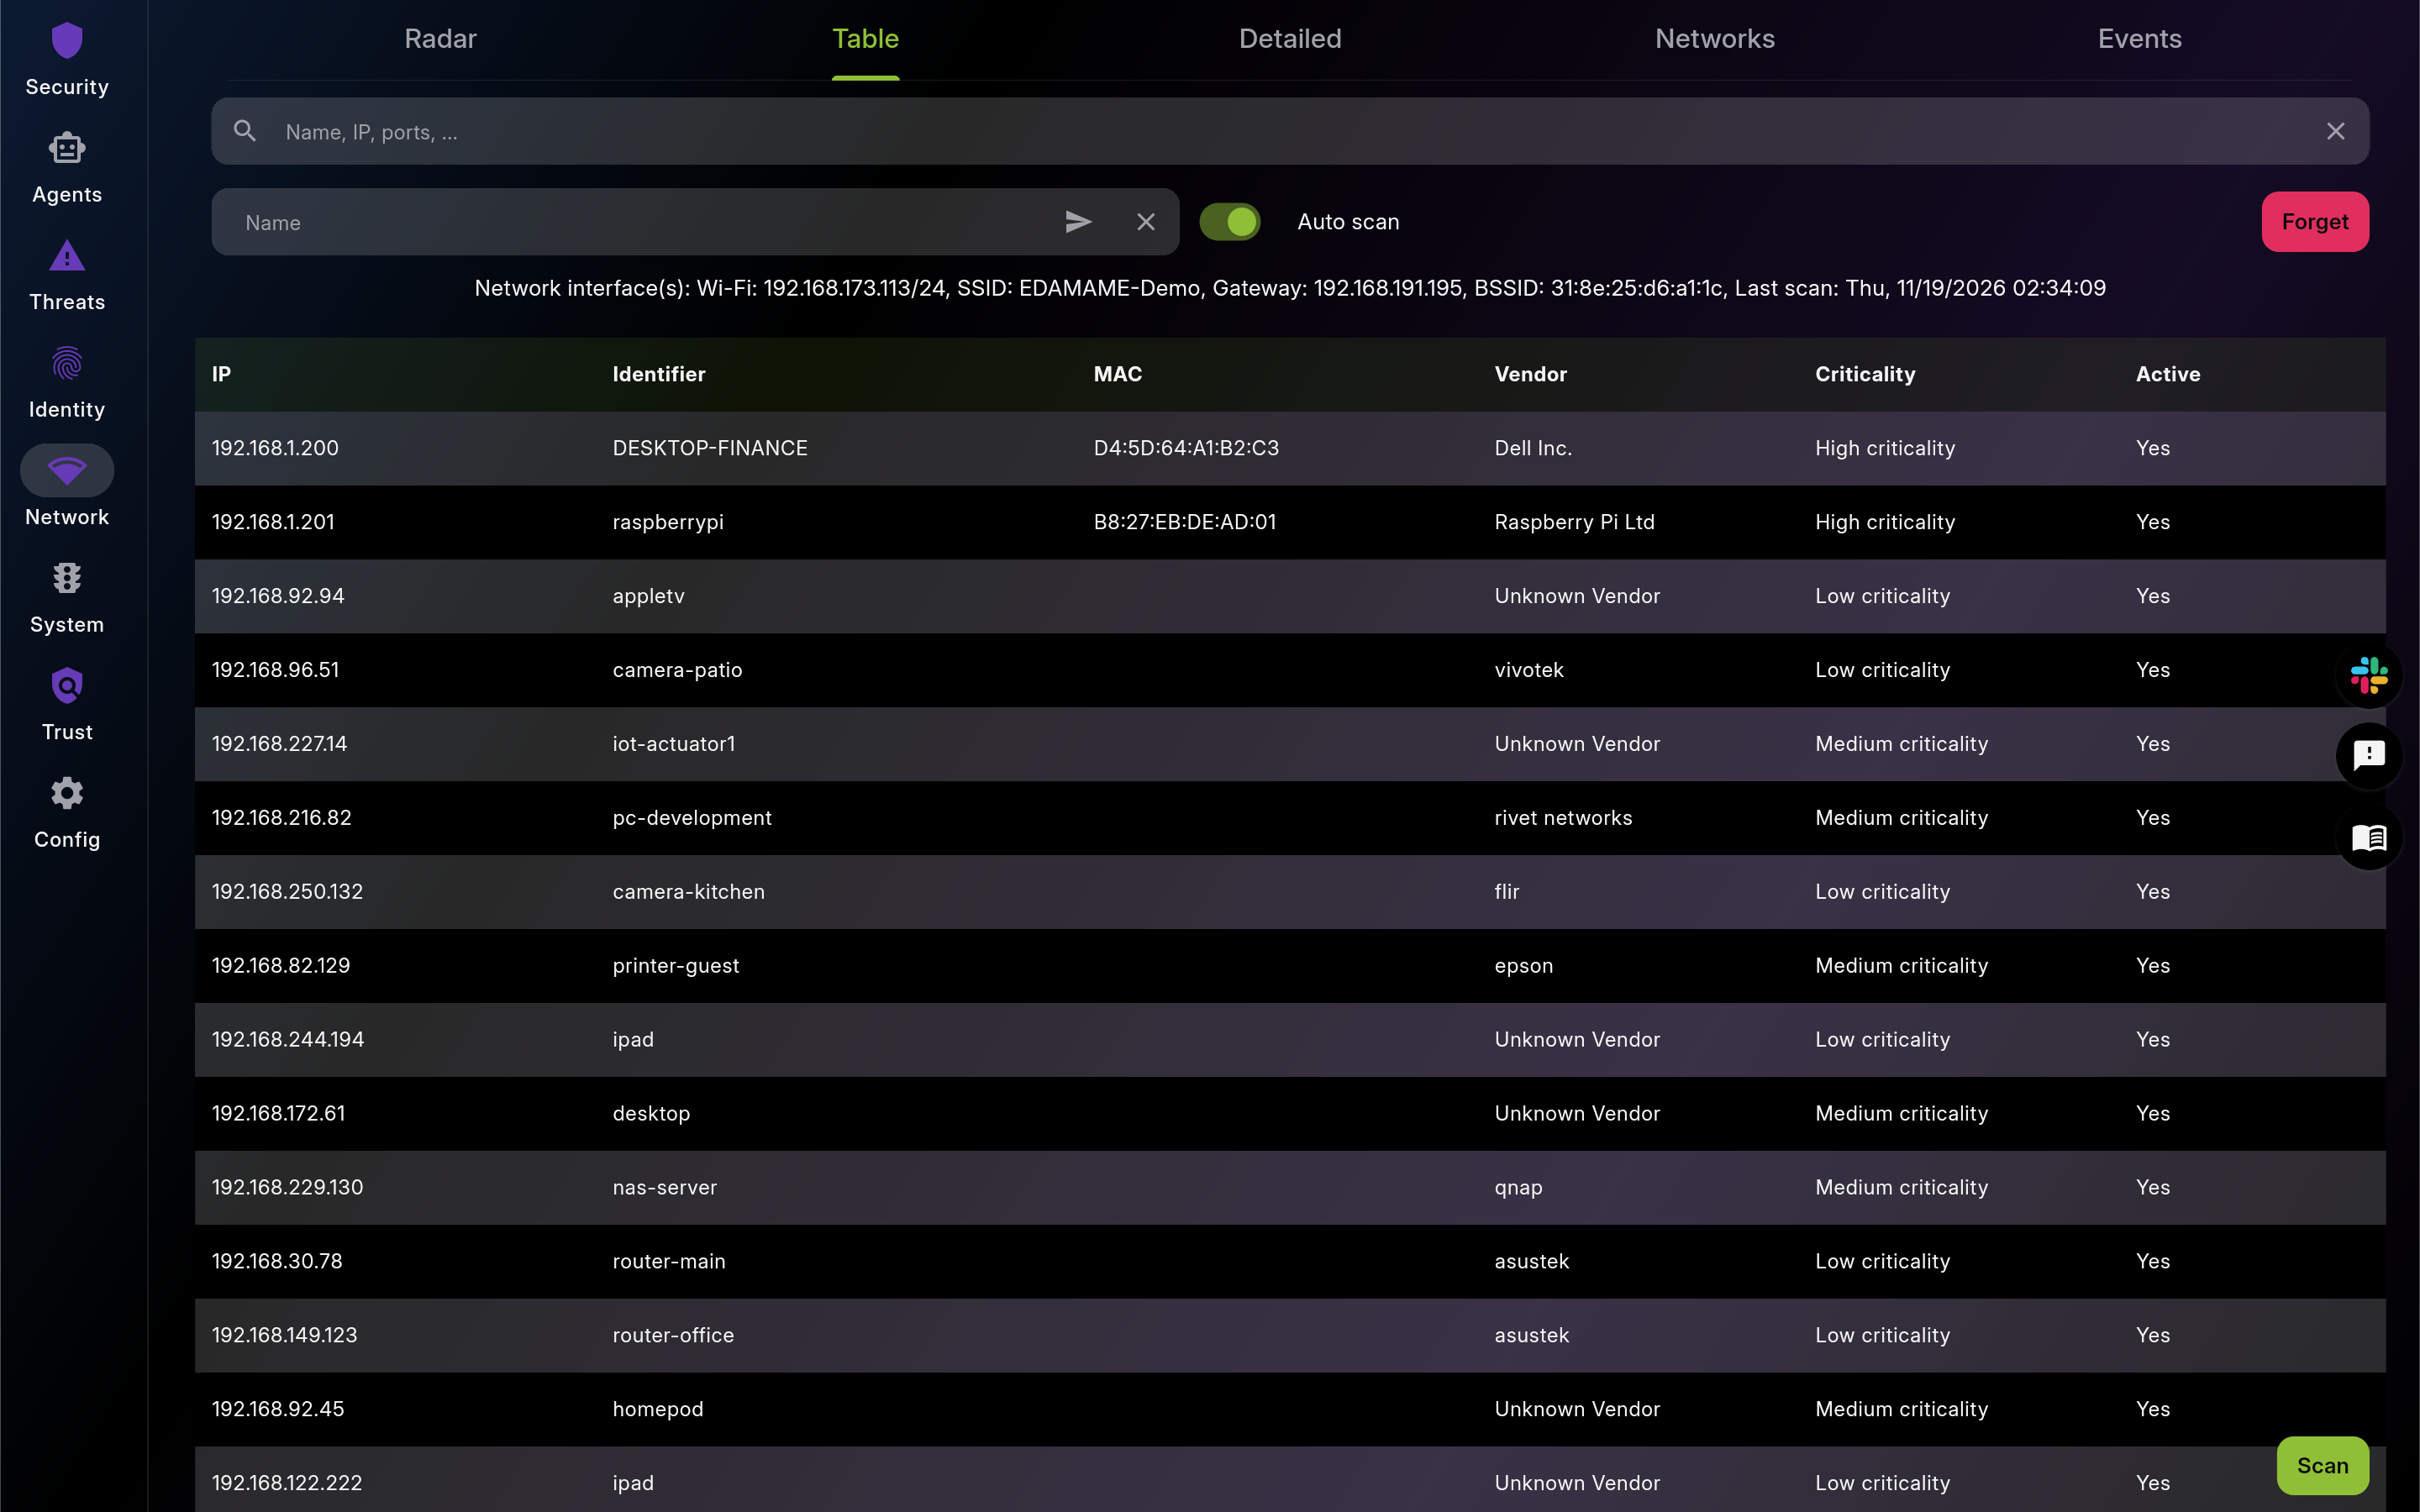 Radar Table Detailed Networks Events
Security
Agents
Threats
Identity
Network
System
Trust
Config
Name, IP, ports, ...
Name Auto scan Forget
Network interface(s): Wi-Fi: 192.168.173.113/24, SSID: EDAMAME-Demo, Gateway: 192.168.191.195, BSSID: 31:8e:25:d6:a1:1c, Last scan: Thu, 11/19/2026 02:34:09
IP Identifier MAC Vendor Criticality Active
192.168.1.200 DESKTOP-FINANCE D4:5D:64:A1:B2:C3 Dell Inc. High criticality Yes
192.168.1.201 raspberrypi B8:27:EB:DE:AD:01 Raspberry Pi Ltd High criticality Yes
192.168.92.94 appletv Unknown Vendor Low criticality Yes
192.168.96.51 camera-patio vivotek Low criticality Yes
192.168.227.14 iot-actuator1 Unknown Vendor Medium criticality Yes
192.168.216.82 pc-development rivet networks Medium criticality Yes
192.168.250.132 camera-kitchen flir Low criticality Yes
192.168.82.129 printer-guest epson Medium criticality Yes
192.168.244.194 ipad Unknown Vendor Low criticality Yes
192.168.172.61 desktop Unknown Vendor Medium criticality Yes
192.168.229.130 nas-server qnap Medium criticality Yes
192.168.30.78 router-main asustek Low criticality Yes
192.168.149.123 router-office asustek Low criticality Yes
192.168.92.45 homepod Unknown Vendor Medium criticality Yes
192.168.122.222 ipad Unknown Vendor Low criticality Yes
Scan